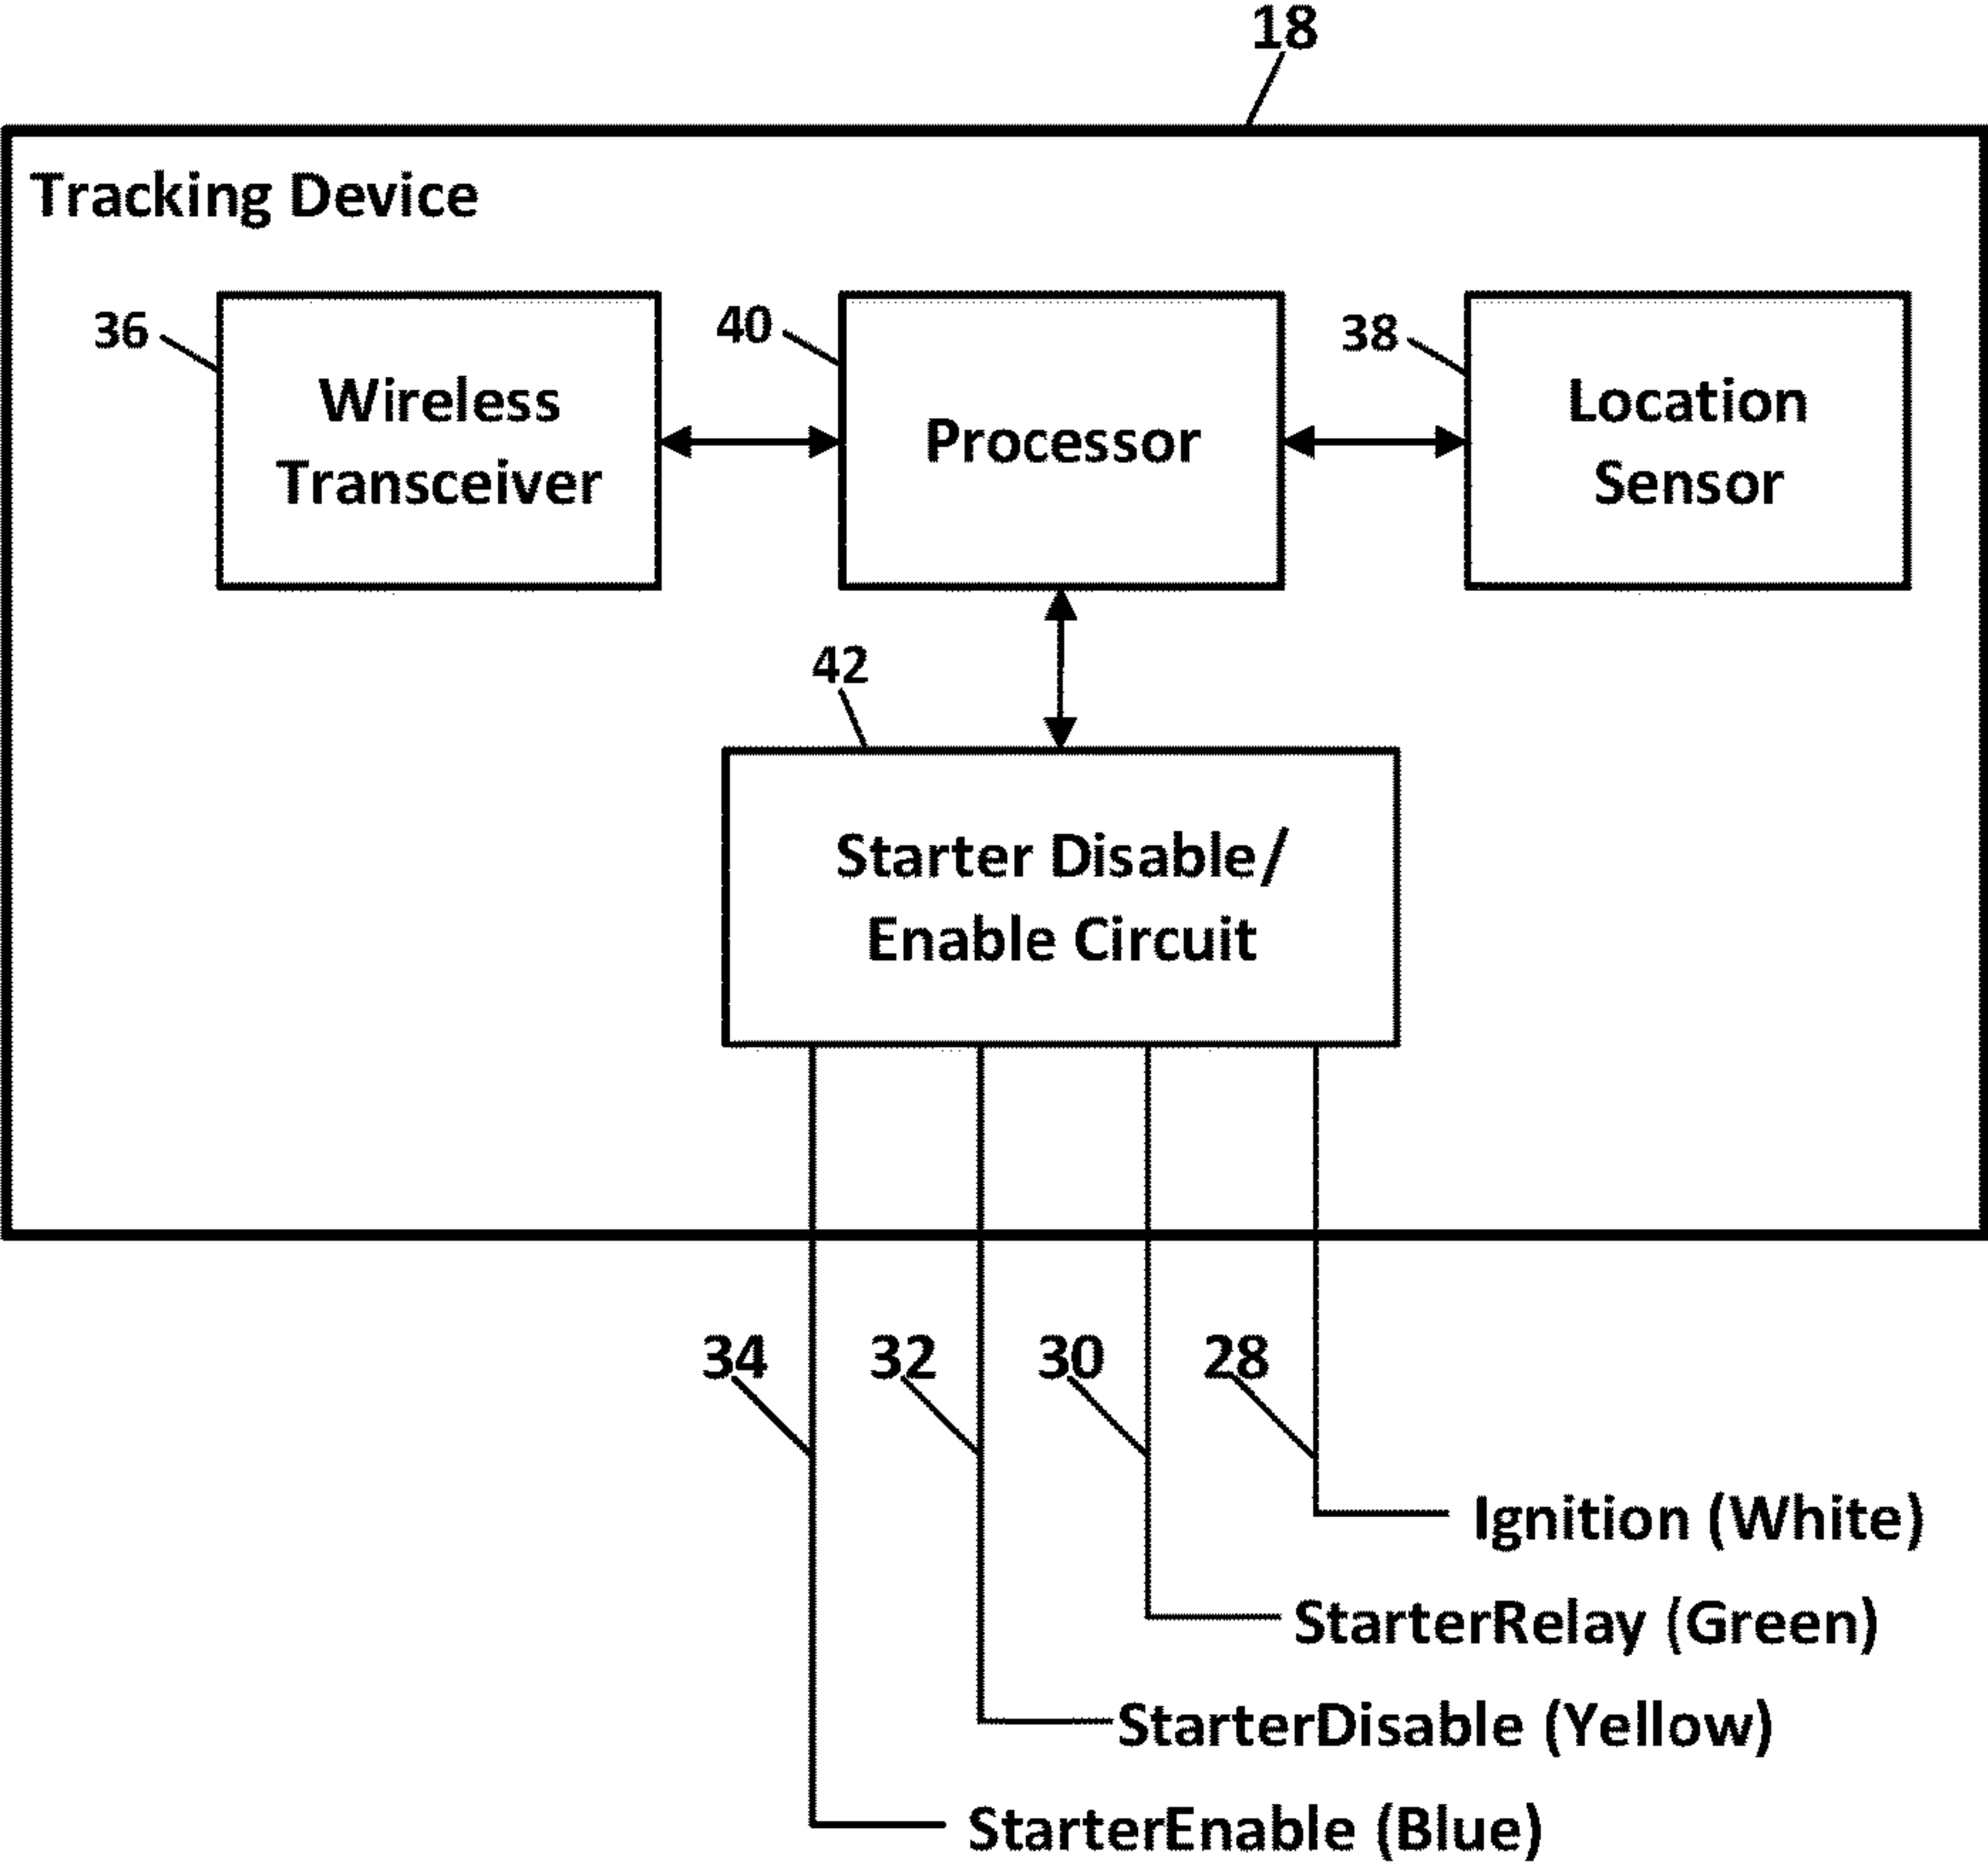 18
Tracking Device
36
40
38
Wireless
Transceiver
Processor
Location
Sensor
42
Starter Disable/
Enable Circuit
34
32
30
28
Ignition (White)
StarterRelay (Green)
StarterDisable (Yellow)
StarterEnable (Blue)